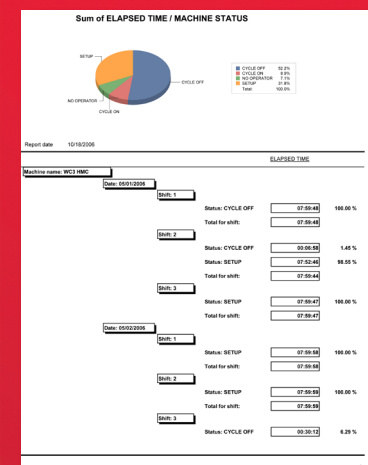 Sum of ELAPSED TIME / MACHINE STATUS
SETUP
CYCLE OFF
NO OPERATOR
CYCLE ON
CYCLE OFF 52.2%
CYCLE ON 8.9%
NO OPERATOR 7.1%
SETUP 31.8%
Total: 100.0%
Report date 10/18/2006
ELAPSED TIME
Machine name: WC3 HMC
Date: 05/01/2006
Shift: 1
Status: CYCLE OFF 07:59:48 100.00 %
Total for shift: 07:59:48
Shift: 2
Status: CYCLE OFF 00:06:58 1.45 %
Status: SETUP 07:52:46 98.55 %
Total for shift: 07:59:44
Shift: 3
Status: SETUP 07:59:47 100.00 %
Total for shift: 07:59:47
Date: 05/02/2006
Shift: 1
Status: SETUP 07:59:58 100.00 %
Total for shift: 07:59:58
Shift: 2
Status: SETUP 07:59:59 100.00 %
Total for shift: 07:59:59
Shift: 3
Status: CYCLE OFF 00:30:12 6.29 %